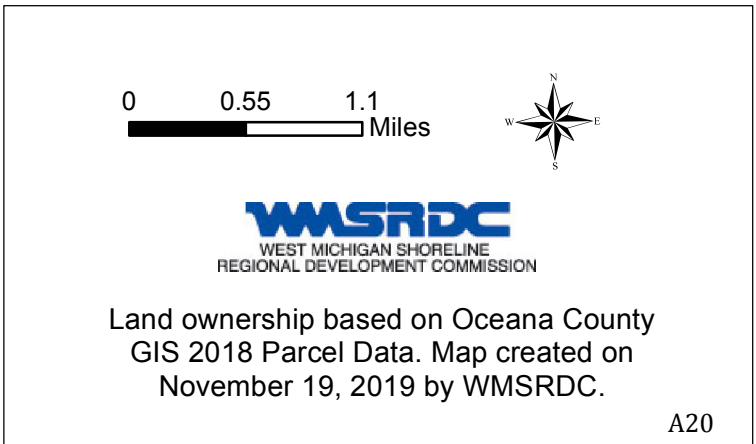 0 0.55 1.1
Miles
N
W E
S
WMSRDC
WEST MICHIGAN SHORELINE
REGIONAL DEVELOPMENT COMMISSION
Land ownership based on Oceana County
GIS 2018 Parcel Data. Map created on
November 19, 2019 by WMSRDC.
A20